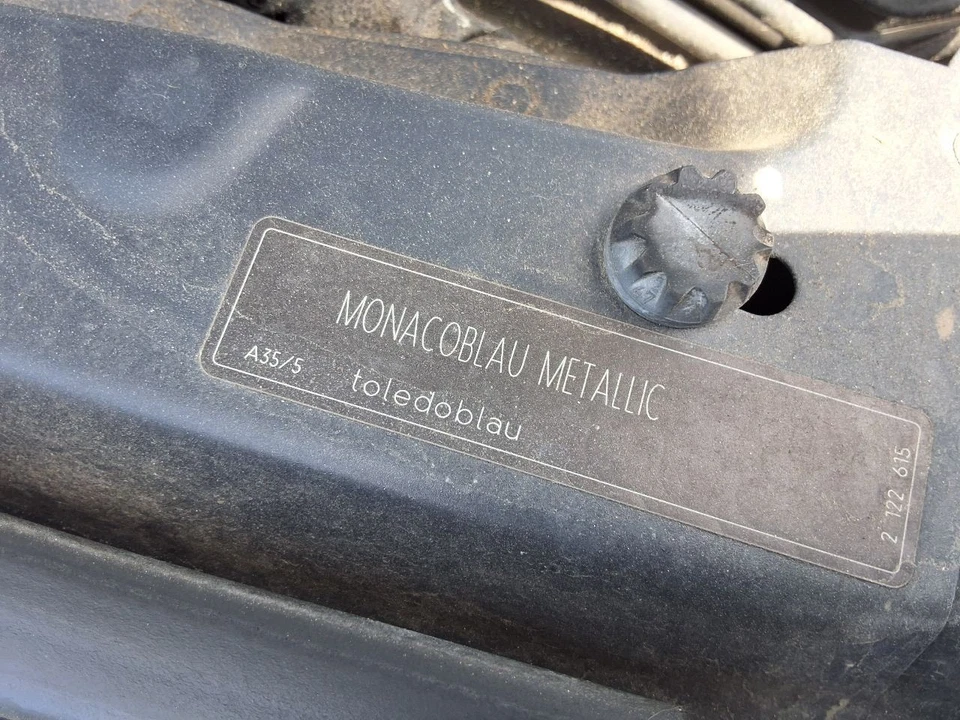 MONACOBLAU METALLIC
A35/5 toledoblau
2 122 615